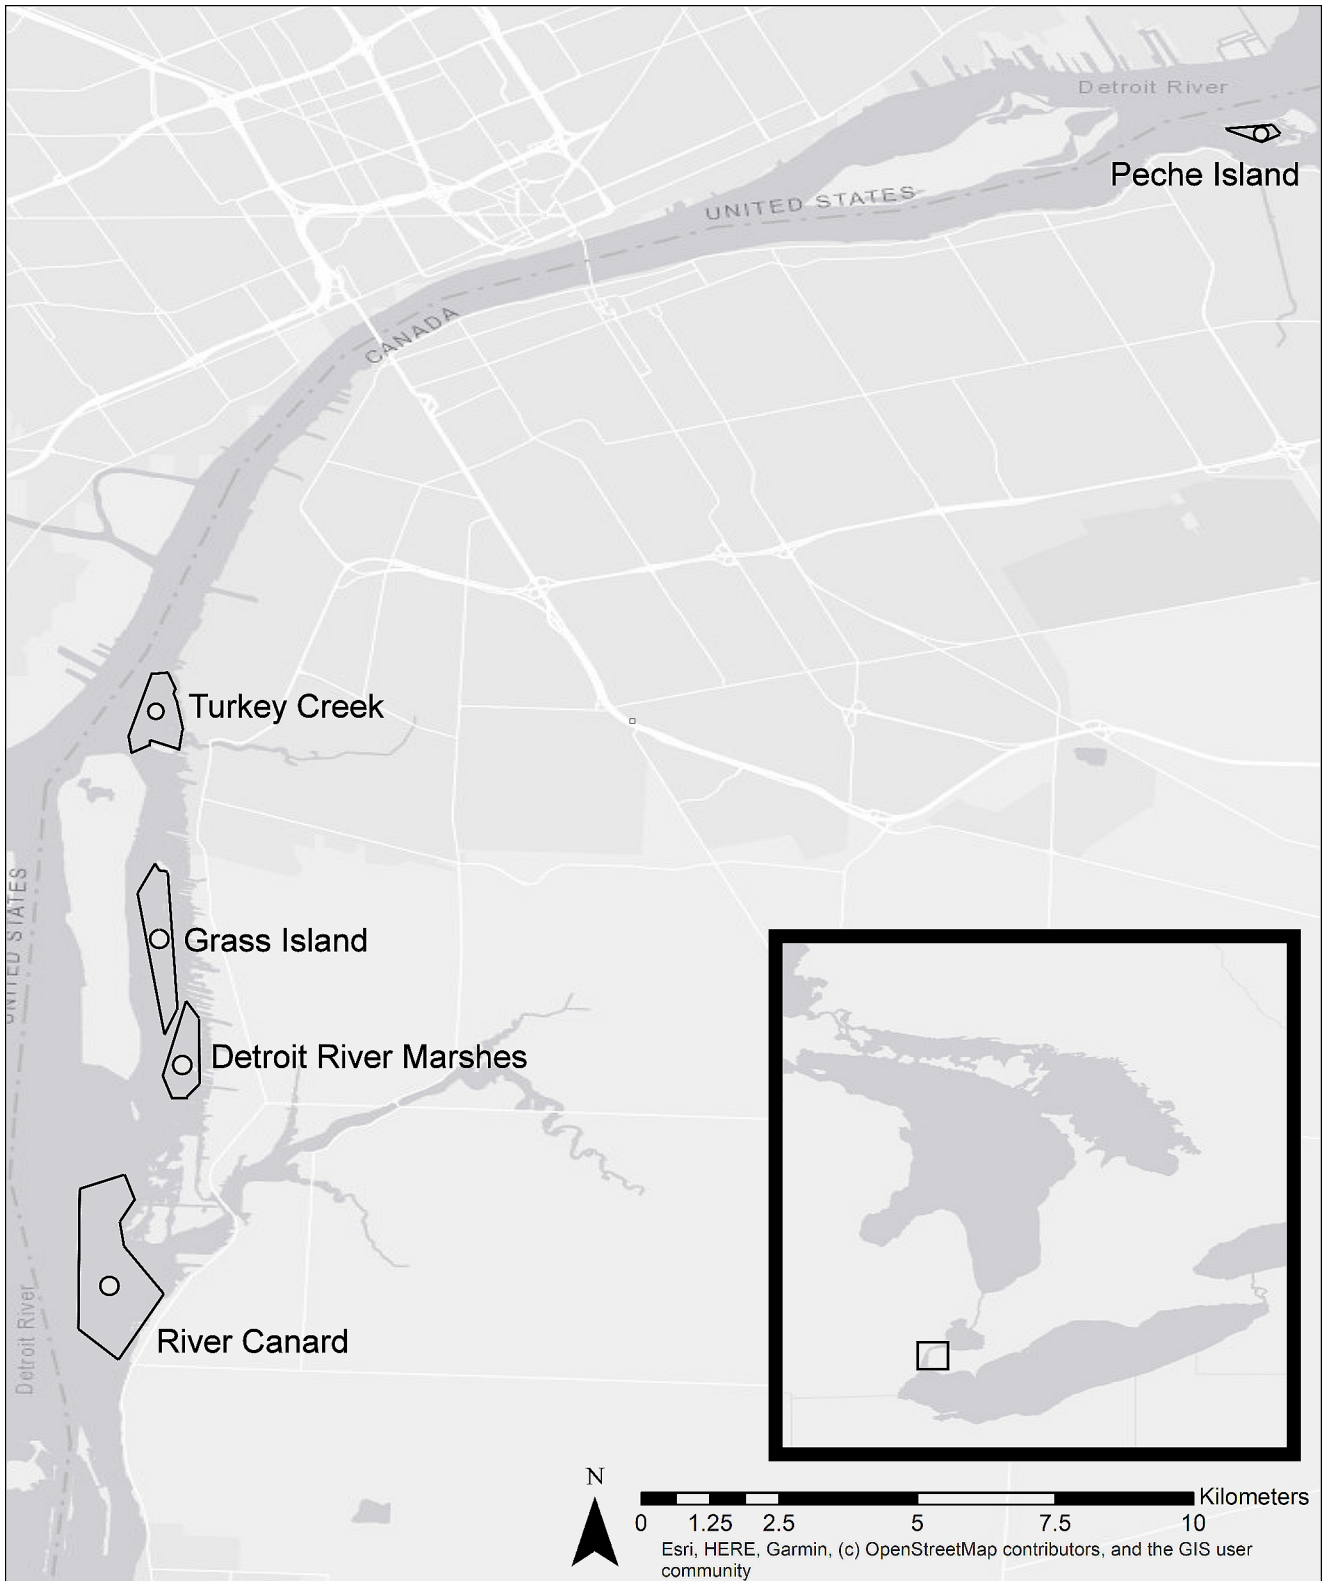 Detroit River
Peche Island
UNITED STATES
CANADA
Turkey Creek
UNITED STATES
Grass Island
Detroit River Marshes
Detroit River
River Canard
N
Kilometers
0 1.25 2.5 5 7.5 10
Esri, HERE, Garmin, (c) OpenStreetMap contributors, and the GIS user
community